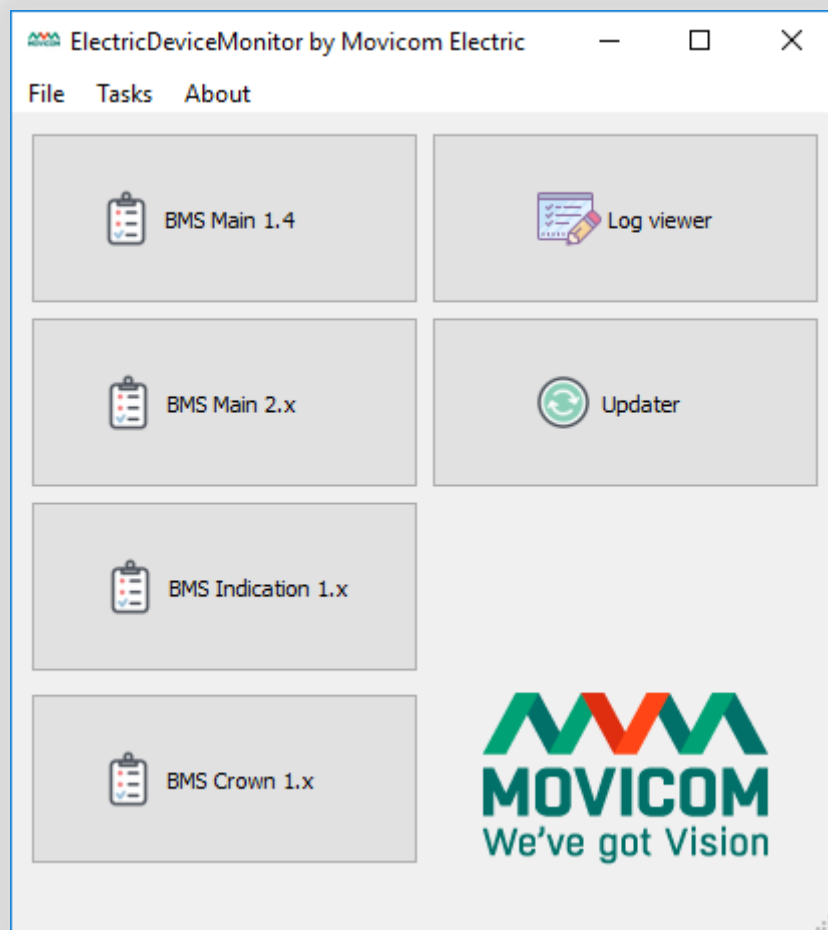 MOVICOM
ElectricDeviceMonitor by Movicom Electric
File Tasks About
BMS Main 1.4
Log viewer
BMS Main 2.x
Updater
BMS Indication 1.x
BMS Crown 1.x
MOVICOM
We've got Vision